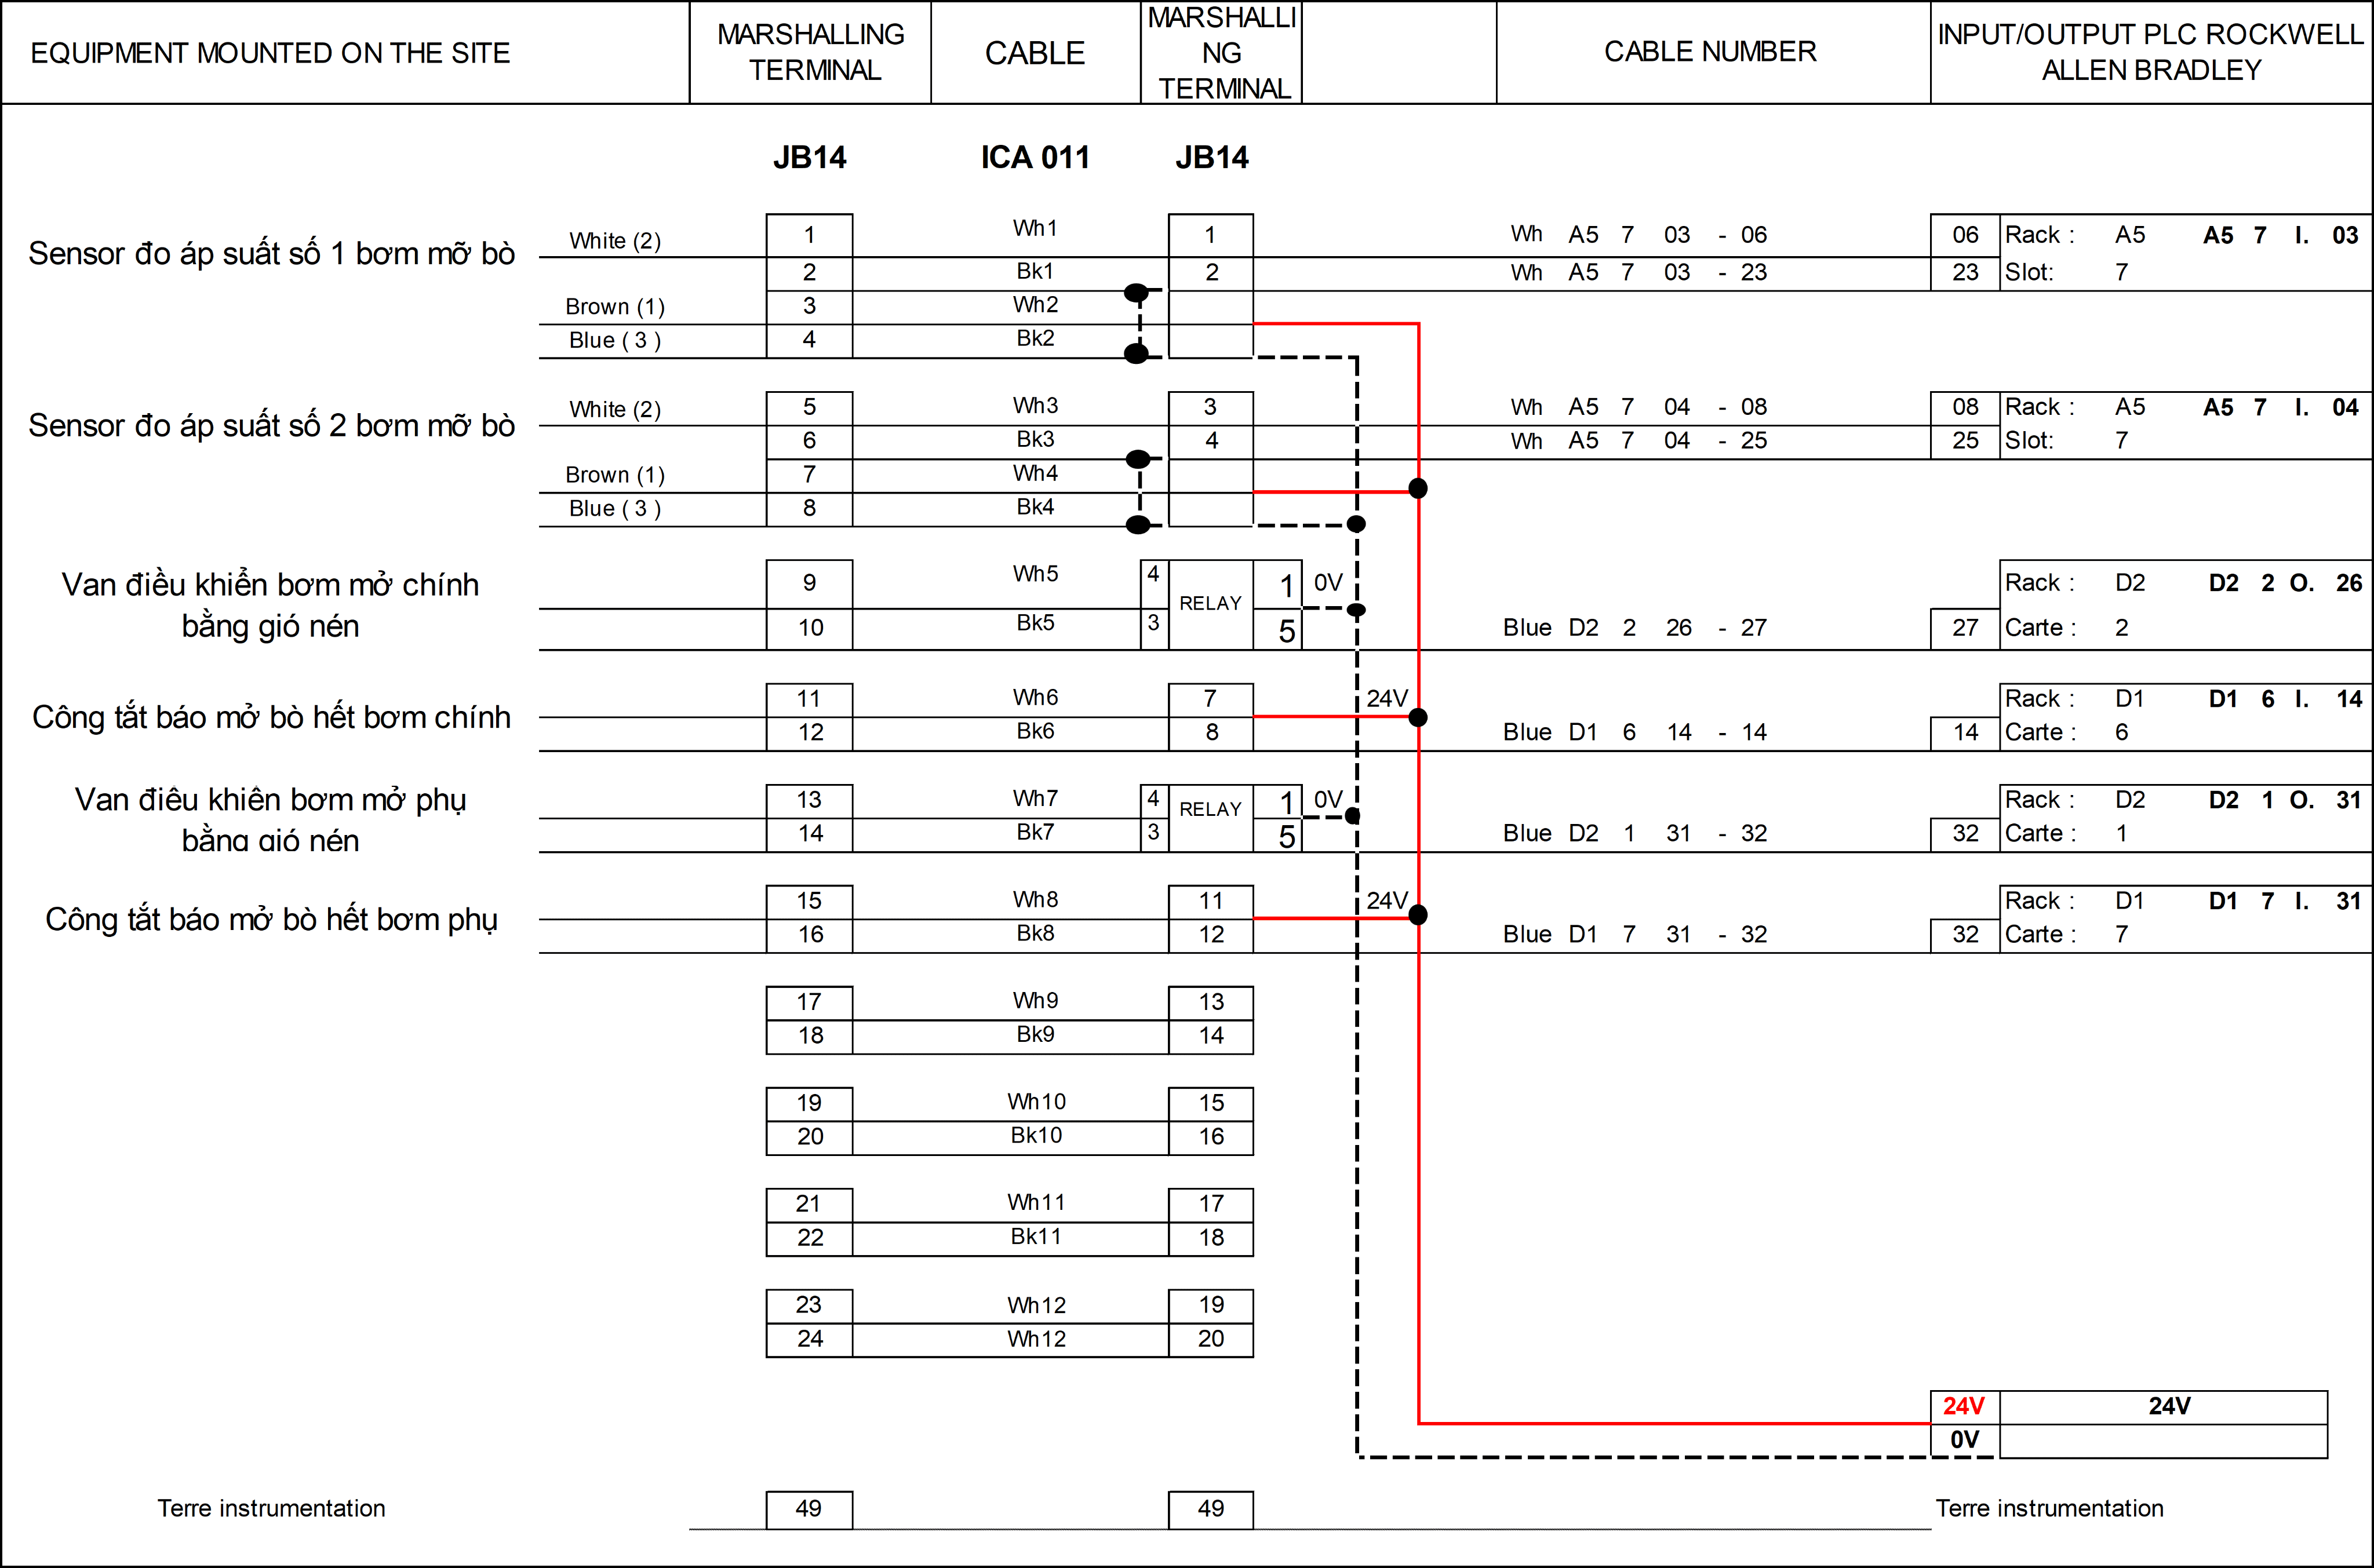 EQUIPMENT MOUNTED ON THE SITE
MARSHALLING
TERMINAL
CABLE
MARSHALLI
NG
TERMINAL
CABLE NUMBER
INPUT/OUTPUT PLC ROCKWELL
ALLEN BRADLEY
JB14 ICA 011 JB14
Sensor đo áp suất số 1 bơm mỡ bò
White (2) 1 Wh1 1 Wh A5 7 03 - 06 06 Rack : A5 A5 7 I. 03
2 Bk1 2 Wh A5 7 03 - 23 23 Slot: 7
Brown (1) 3 Wh2
Blue ( 3 ) 4 Bk2
Sensor đo áp suất số 2 bơm mỡ bò
White (2) 5 Wh3 3 Wh A5 7 04 - 08 08 Rack : A5 A5 7 I. 04
6 Bk3 4 Wh A5 7 04 - 25 25 Slot: 7
Brown (1) 7 Wh4
Blue ( 3 ) 8 Bk4
Van điều khiển bơm mở chính
bằng gió nén
9 Wh5 4 RELAY 1 0V Rack : D2 D2 2 O. 26
10 Bk5 3 5 Blue D2 2 26 - 27 27 Carte : 2
Công tắt báo mở bò hết bơm chính
11 Wh6 7 24V Rack : D1 D1 6 I. 14
12 Bk6 8 Blue D1 6 14 - 14 14 Carte : 6
Van điêu khiên bơm mở phụ
bằng gió nén
13 Wh7 4 RELAY 1 0V Rack : D2 D2 1 O. 31
14 Bk7 3 5 Blue D2 1 31 - 32 32 Carte : 1
Công tắt báo mở bò hết bơm phụ
15 Wh8 11 24V Rack : D1 D1 7 I. 31
16 Bk8 12 Blue D1 7 31 - 32 32 Carte : 7
17 Wh9 13
18 Bk9 14
19 Wh10 15
20 Bk10 16
21 Wh11 17
22 Bk11 18
23 Wh12 19
24 Wh12 20
24V 24V
0V
Terre instrumentation 49 49 Terre instrumentation